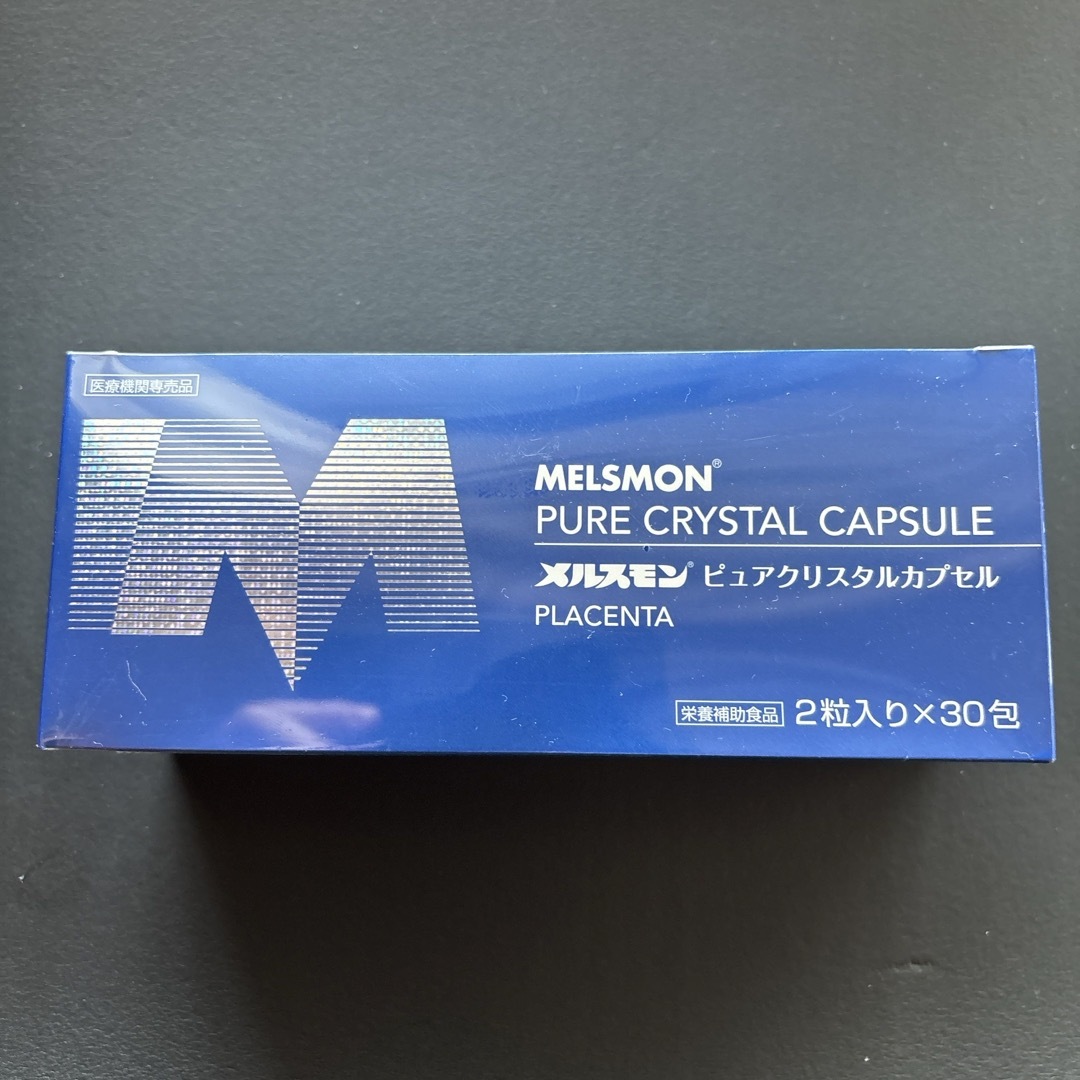 医療機関専売品
MELSMON®
PURE CRYSTAL CAPSULE
メルスモン® ピュアクリスタルカプセル
PLACENTA
栄養補助食品 2粒入り×30包